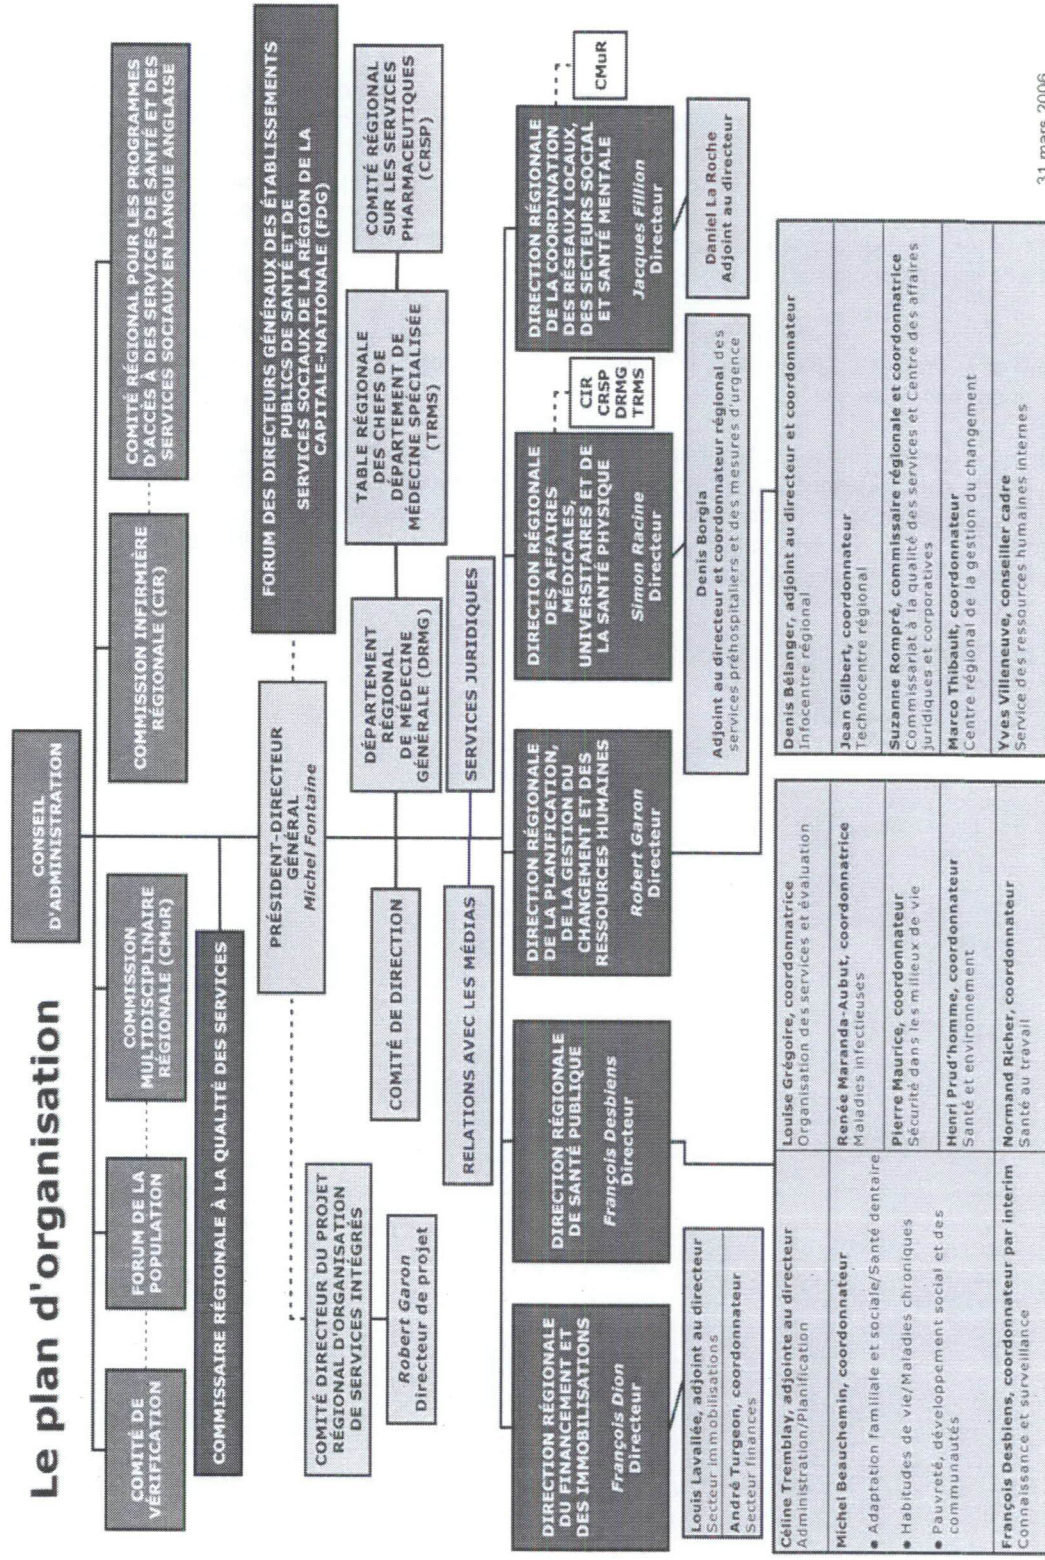 Le plan d'organisation
CONSEIL
D'ADMINISTRATION
COMITÉ DE
VÉRIFICATION
FORUM DE LA
POPULATION
COMMISSION
MULTIDISCIPLINAIRE
RÉGIONALE (CMuR)
COMMISSION INFIRMIÈRE
RÉGIONALE (CIR)
COMITÉ RÉGIONAL POUR LES PROGRAMMES
D'ACCÈS À DES SERVICES DE SANTÉ ET DES
SERVICES SOCIAUX EN LANGUE ANGLAISE
COMMISSAIRE RÉGIONALE À LA QUALITÉ DES SERVICES
PRÉSIDENT-DIRECTEUR
GÉNÉRAL
Michel Fontaine
FORUM DES DIRECTEURS GÉNÉRAUX DES ÉTABLISSEMENTS
PUBLICS DE SANTÉ ET DE
SERVICES SOCIAUX DE LA RÉGION DE LA
CAPITALE-NATIONALE (FDG)
COMITÉ DIRECTEUR DU PROJET
RÉGIONAL D'ORGANISATION
DE SERVICES INTÉGRÉS
Robert Garon
Directeur de projet
COMITÉ DE DIRECTION
DÉPARTEMENT
RÉGIONAL
DE MÉDECINE
GÉNÉRALE (DRMG)
TABLE RÉGIONALE
DES CHEFS DE
DÉPARTEMENT DE
MÉDECINE SPÉCIALISÉE
(TRMS)
COMITÉ RÉGIONAL
SUR LES SERVICES
PHARMACEUTIQUES
(CRSP)
RELATIONS AVEC LES MÉDIAS
SERVICES JURIDIQUES
DIRECTION RÉGIONALE
DU FINANCEMENT ET
DES IMMOBILISATIONS
François Dion
Directeur
DIRECTION RÉGIONALE
DE SANTÉ PUBLIQUE
François Desbiens
Directeur
DIRECTION RÉGIONALE
DE LA PLANIFICATION,
DE LA GESTION DU
CHANGEMENT ET DES
RESSOURCES HUMAINES
Robert Garon
Directeur
DIRECTION RÉGIONALE
DES AFFAIRES
MÉDICALES,
UNIVERSITAIRES ET DE
LA SANTÉ PHYSIQUE
Simon Racine
Directeur
CIR
CRSP
DRMG
TRMS
DIRECTION RÉGIONALE
DE LA COORDINATION
DES RÉSEAUX LOCAUX,
DES SECTEURS SOCIAL
ET SANTÉ MENTALE
Jacques Fillion
Directeur
CMuR
Louis Lavallée, adjoint au directeur
Secteur immobilisations
André Turgeon, coordonnateur
Secteur finances
Denis Borgia
Adjoint au directeur et coordonnateur régional des
services préhospitaliers et des mesures d'urgence
Daniel La Roche
Adjoint au directeur
Céline Tremblay, adjointe au directeur
Administration/Planification
Michel Beauchemin, coordonnateur
● Adaptation familiale et sociale/Santé dentaire
● Habitudes de vie/Maladies chroniques
● Pauvreté, développement social et des
communautés
François Desbiens, coordonnateur par interim
Connaissance et surveillance
Louise Grégoire, coordonnatrice
Organisation des services et évaluation
Renée Maranda-Aubut, coordonnatrice
Maladies infectieuses
Pierre Maurice, coordonnateur
Sécurité dans les milieux de vie
Henri Prud'homme, coordonnateur
Santé et environnement
Normand Richer, coordonnateur
Santé au travail
Denis Bélanger, adjoint au directeur et coordonnateur
Infocentre régional
Jean Gilbert, coordonnateur
Technocentre régional
Suzanne Rompré, commissaire régionale et coordonnatrice
Commissariat à la qualité des services et Centre des affaires
juridiques et corporatives
Marco Thibault, coordonnateur
Centre régional de la gestion du changement
Yves Villeneuve, conseiller cadre
Service des ressources humaines internes
31 mars 2006